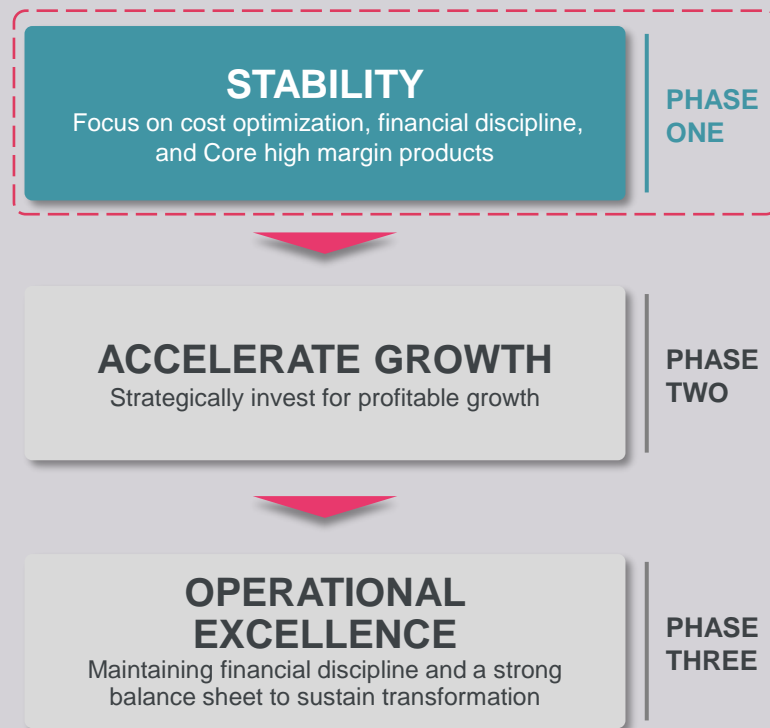 STABILITY
Focus on cost optimization, financial discipline,
and Core high margin products
PHASE
ONE
ACCELERATE GROWTH
Strategically invest for profitable growth
PHASE
TWO
OPERATIONAL
EXCELLENCE
Maintaining financial discipline and a strong
balance sheet to sustain transformation
PHASE
THREE